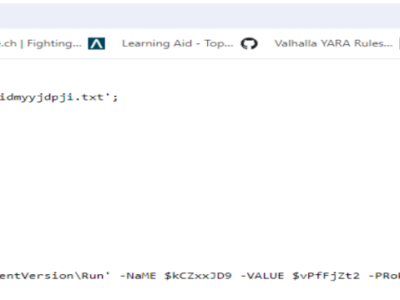 .ch | Fighting... Learning Aid - Top... Valhalla YARA Rules...
idmyyjdpji.txt';
entVersion\Run' -NaME $kCZxxJD9 -VALUE $vPfFjZt2 -PRo